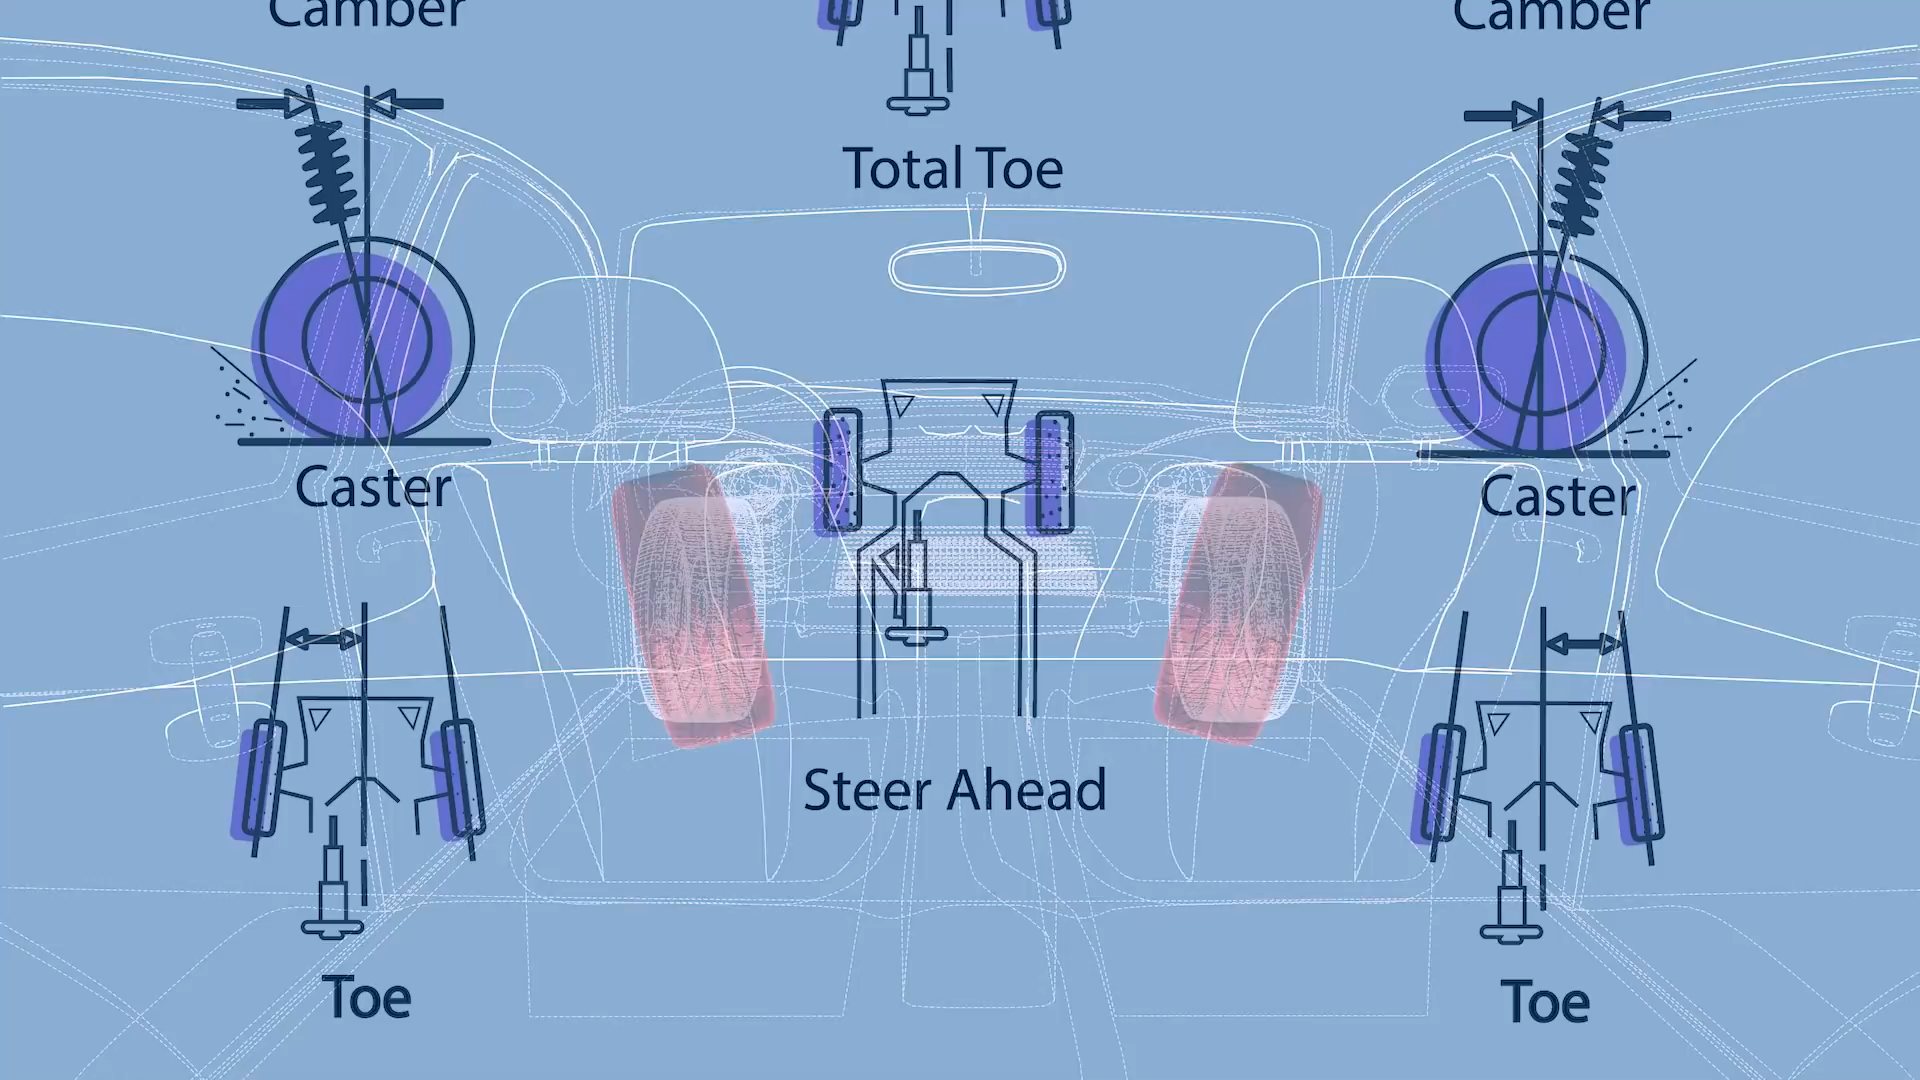 Camber
Camber
Total Toe
Caster
Caster
Steer Ahead
Toe
Toe